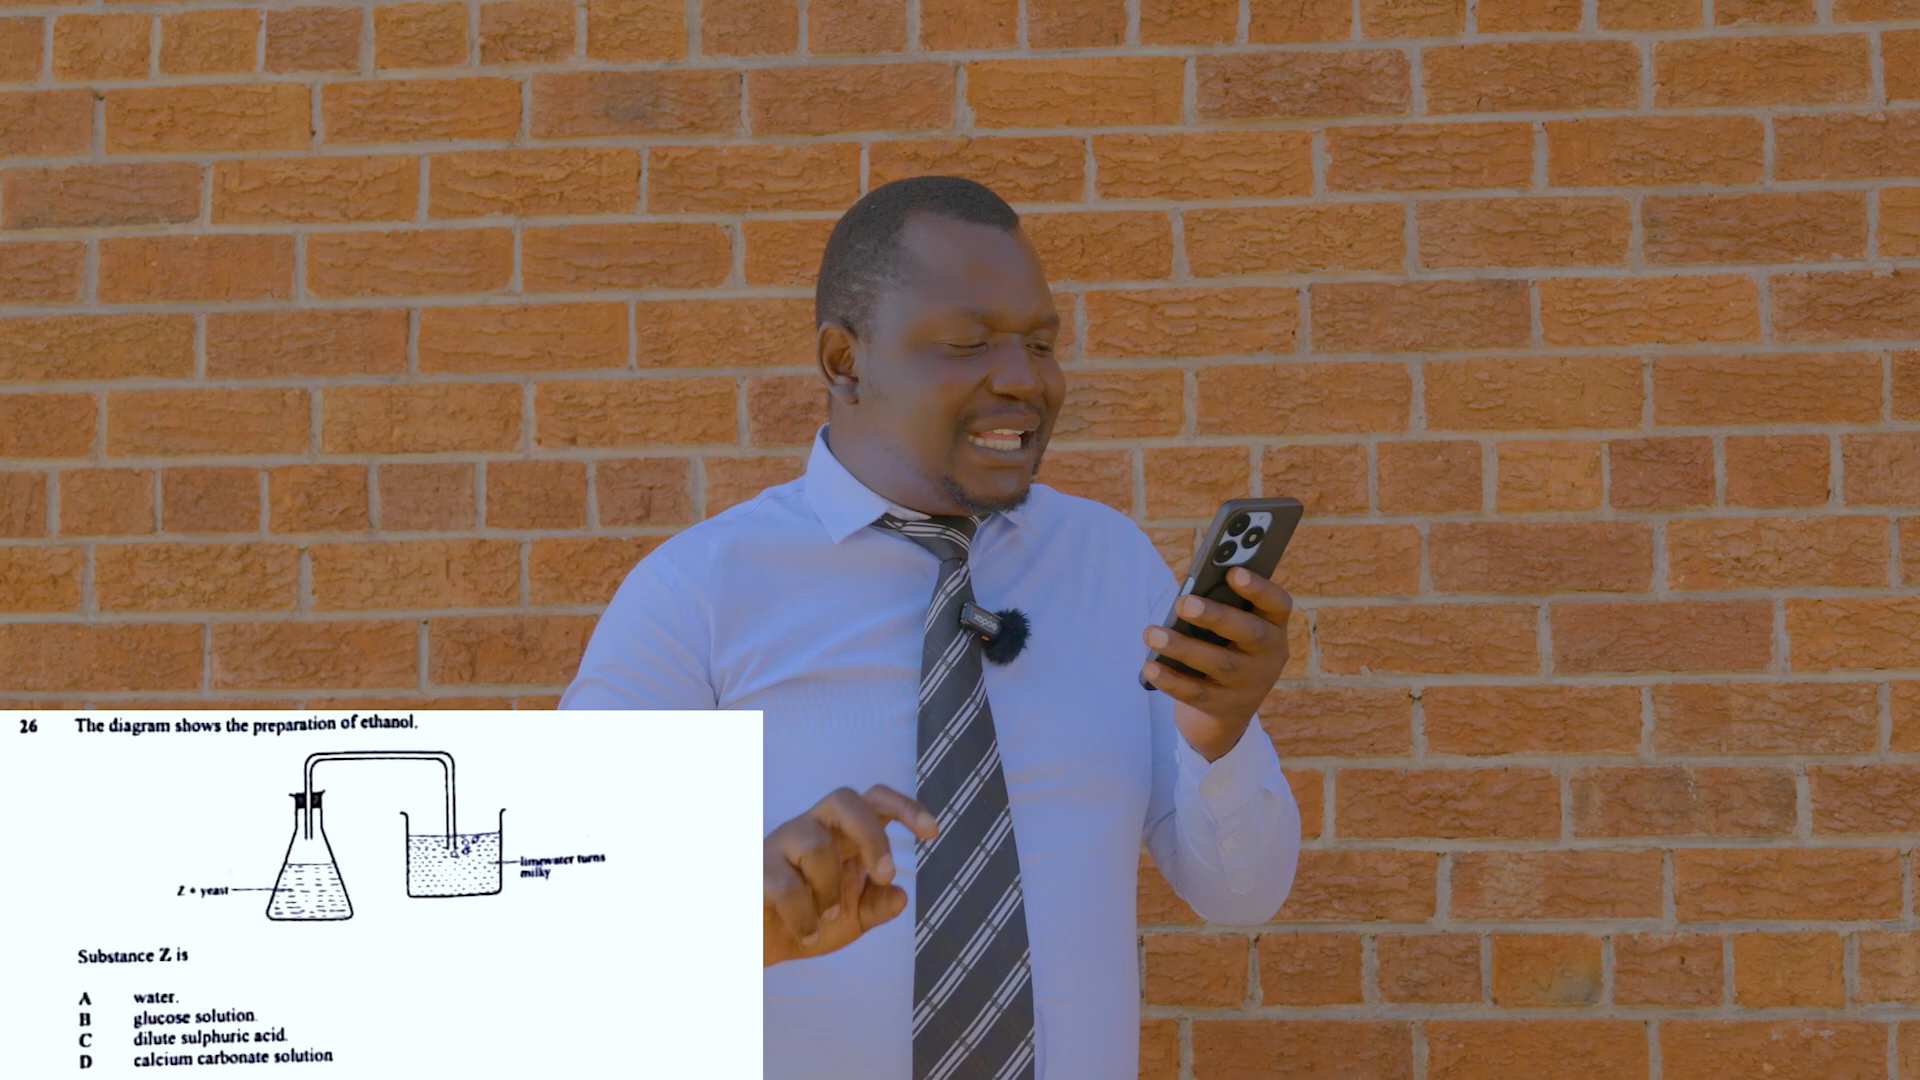 26 The diagram shows the preparation of ethanol.
Z + yeast
limewater turns
milky
Substance Z is
A water.
B glucose solution.
C dilute sulphuric acid.
D calcium carbonate solution